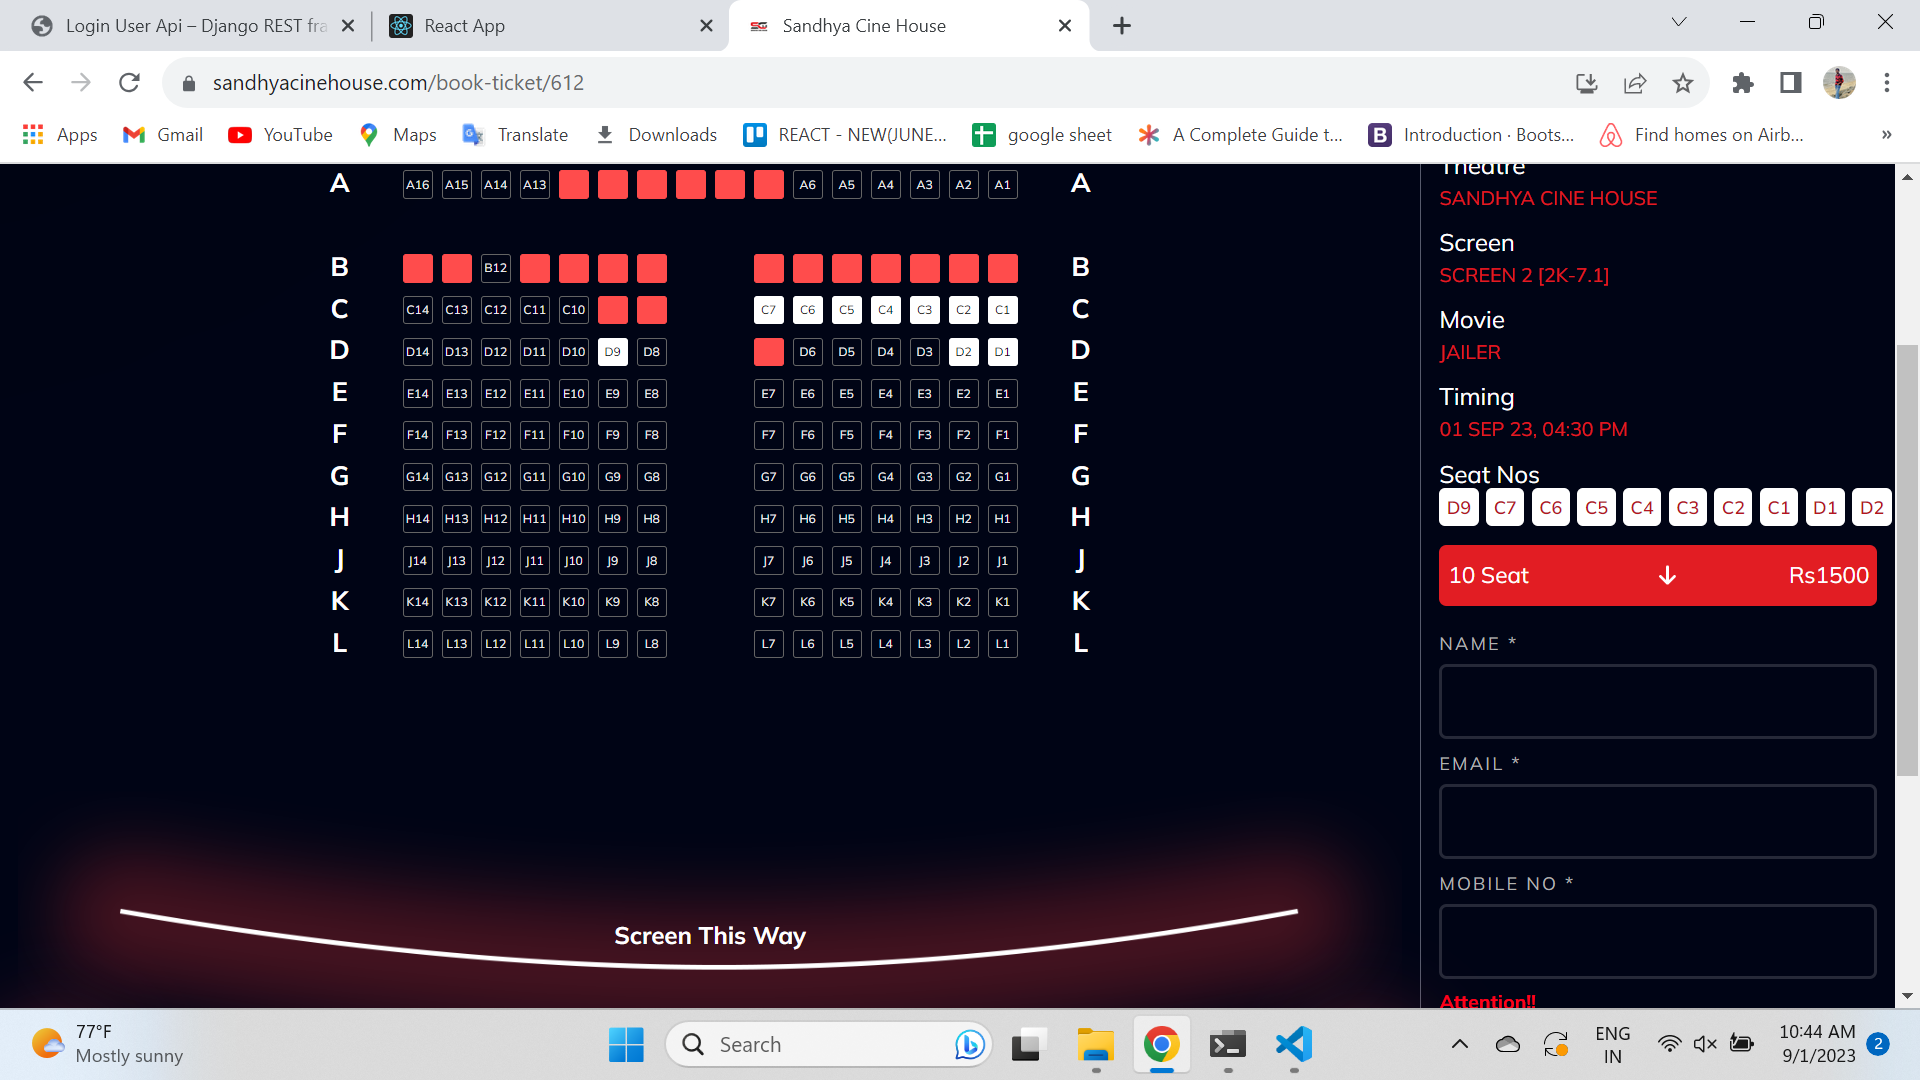 Login User Api – Django REST fra
React App
Sandhya Cine House
sandhyacinehouse.com/book-ticket/612
Apps
Gmail
YouTube
Maps
Translate
Downloads
REACT - NEW(JUNE...
google sheet
A Complete Guide t...
B
Introduction · Boots...
Find homes on Airb...
»
A A16 A15 A14 A13 A6 A5 A4 A3 A2 A1 A
B B12 B
C C14 C13 C12 C11 C10 C7 C6 C5 C4 C3 C2 C1 C
D D14 D13 D12 D11 D10 D9 D8 D6 D5 D4 D3 D2 D1 D
E E14 E13 E12 E11 E10 E9 E8 E7 E6 E5 E4 E3 E2 E1 E
F F14 F13 F12 F11 F10 F9 F8 F7 F6 F5 F4 F3 F2 F1 F
G G14 G13 G12 G11 G10 G9 G8 G7 G6 G5 G4 G3 G2 G1 G
H H14 H13 H12 H11 H10 H9 H8 H7 H6 H5 H4 H3 H2 H1 H
J J14 J13 J12 J11 J10 J9 J8 J7 J6 J5 J4 J3 J2 J1 J
K K14 K13 K12 K11 K10 K9 K8 K7 K6 K5 K4 K3 K2 K1 K
L L14 L13 L12 L11 L10 L9 L8 L7 L6 L5 L4 L3 L2 L1 L
Screen This Way
Theatre
SANDHYA CINE HOUSE
Screen
SCREEN 2 [2K-7.1]
Movie
JAILER
Timing
01 SEP 23, 04:30 PM
Seat Nos
D9 C7 C6 C5 C4 C3 C2 C1 D1 D2
10 Seat Rs1500
NAME *
EMAIL *
MOBILE NO *
Attention!!
77°F
Mostly sunny
Search
ENG
IN
10:44 AM
9/1/2023
2